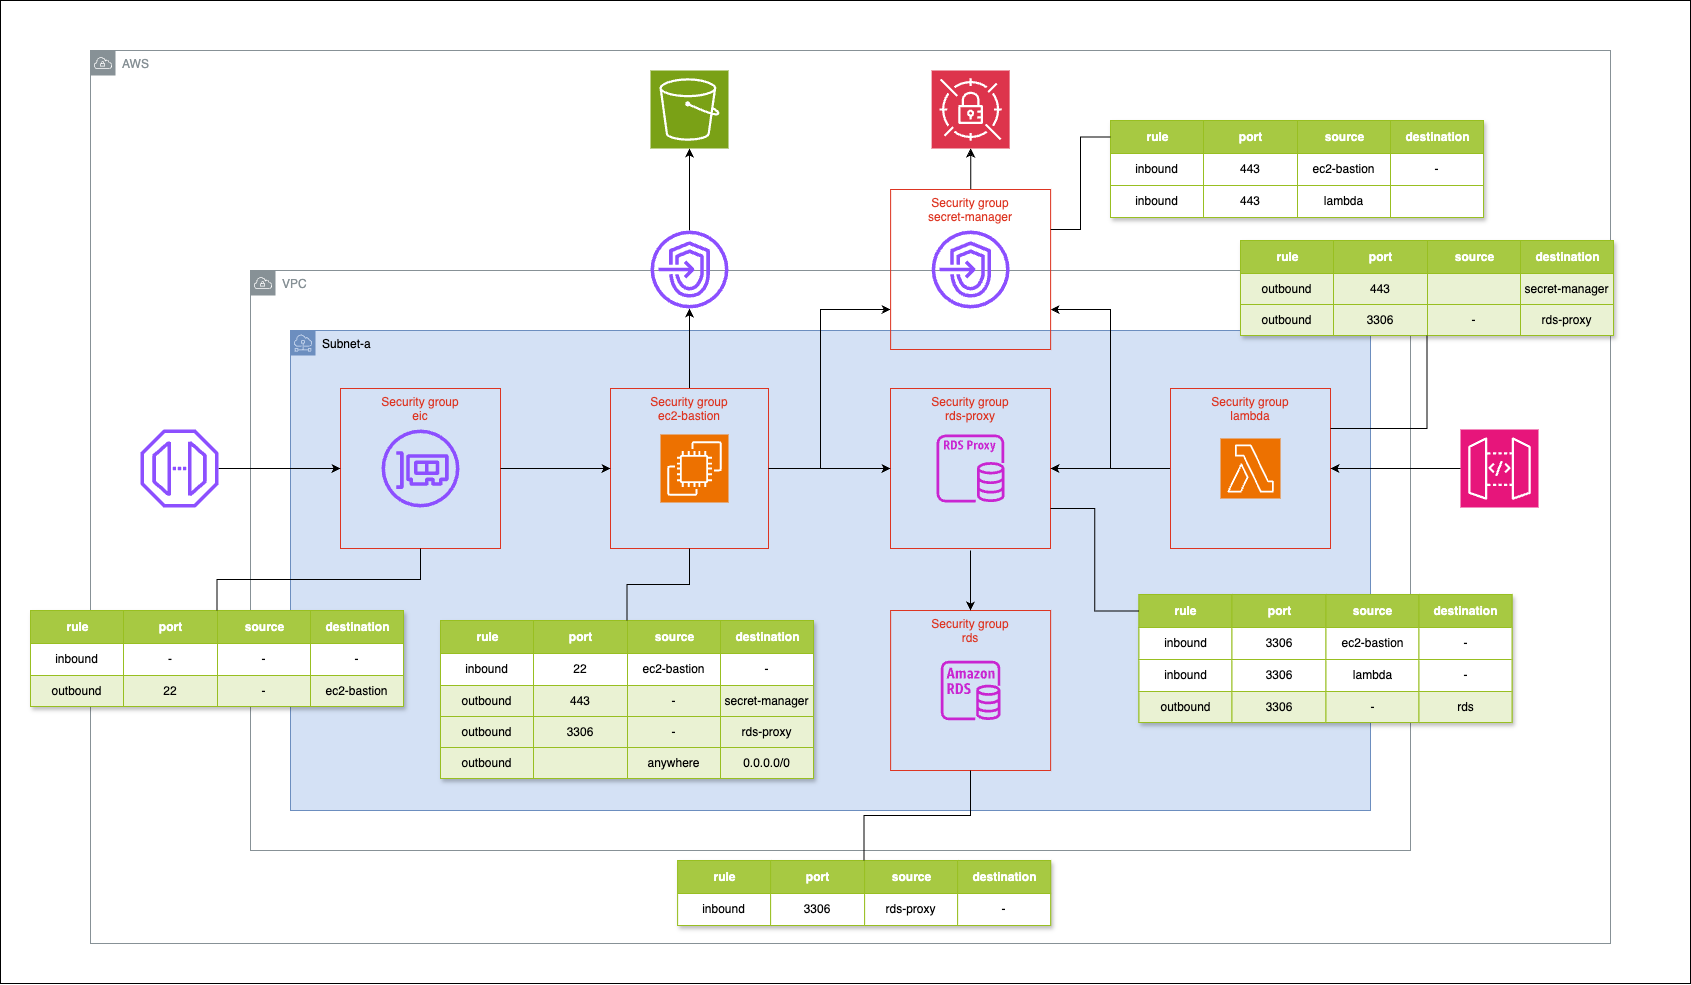 AWS
Security group
secret-manager
rule port source destination
inbound 443 ec2-bastion -
inbound 443 lambda
rule port source destination
outbound 443 secret-manager
outbound 3306 - rds-proxy
VPC
Subnet-a
Security group
eic
Security group
ec2-bastion
Security group
rds-proxy
RDS Proxy
Security group
lambda
rule port source destination
inbound - - -
outbound 22 - ec2-bastion
rule port source destination
inbound 22 ec2-bastion -
outbound 443 - secret-manager
outbound 3306 - rds-proxy
outbound anywhere 0.0.0.0/0
Security group
rds
Amazon
RDS
rule port source destination
inbound 3306 ec2-bastion -
inbound 3306 lambda -
outbound 3306 - rds
rule port source destination
inbound 3306 rds-proxy -